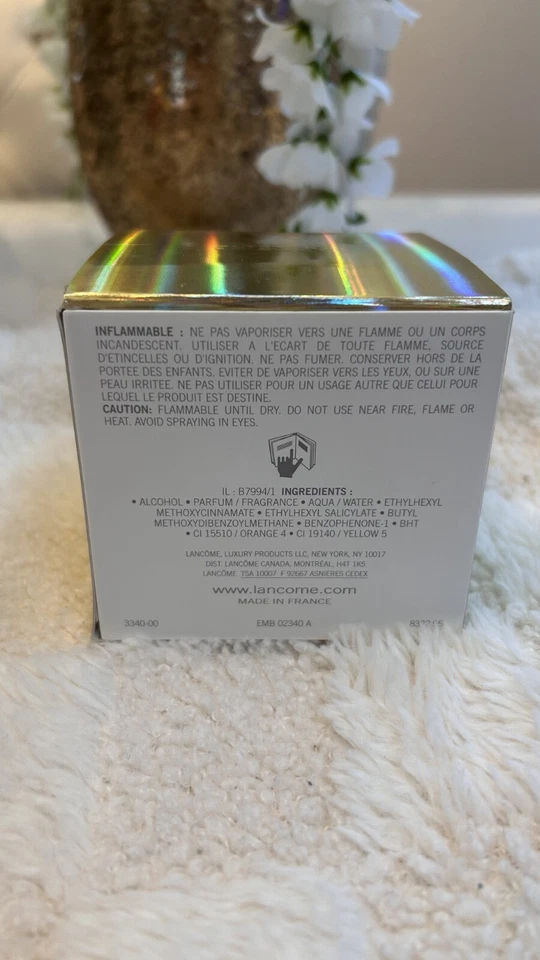 INFLAMMABLE : NE PAS VAPORISER VERS UNE FLAMME OU UN CORPS
INCANDESCENT. UTILISER A L'ECART DE TOUTE FLAMME, SOURCE
D'ETINCELLES OU D'IGNITION. NE PAS FUMER. CONSERVER HORS DE LA
PORTEE DES ENFANTS. EVITER DE VAPORISER VERS LES YEUX, OU SUR UNE
PEAU IRRITEE. NE PAS UTILISER POUR UN USAGE AUTRE QUE CELUI POUR
LEQUEL LE PRODUIT EST DESTINE.
CAUTION: FLAMMABLE UNTIL DRY. DO NOT USE NEAR FIRE, FLAME OR
HEAT. AVOID SPRAYING IN EYES.
IL : B7994/1 INGREDIENTS :
• ALCOHOL • PARFUM / FRAGRANCE • AQUA / WATER • ETHYLHEXYL
METHOXYCINNAMATE • ETHYLHEXYL SALICYLATE • BUTYL
METHOXYDIBENZOYLMETHANE • BENZOPHENONE-1 • BHT
• CI 15510 / ORANGE 4 • CI 19140 / YELLOW 5
LANCÔME, LUXURY PRODUCTS LLC, NEW YORK, NY 10017
DIST. LANCÔME CANADA, MONTRÉAL, H4T 1K5
LANCÔME TSA 10007 F 92667 ASNIERES CEDEX
www.lancome.com
MADE IN FRANCE
3340-00 EMB 02340 A